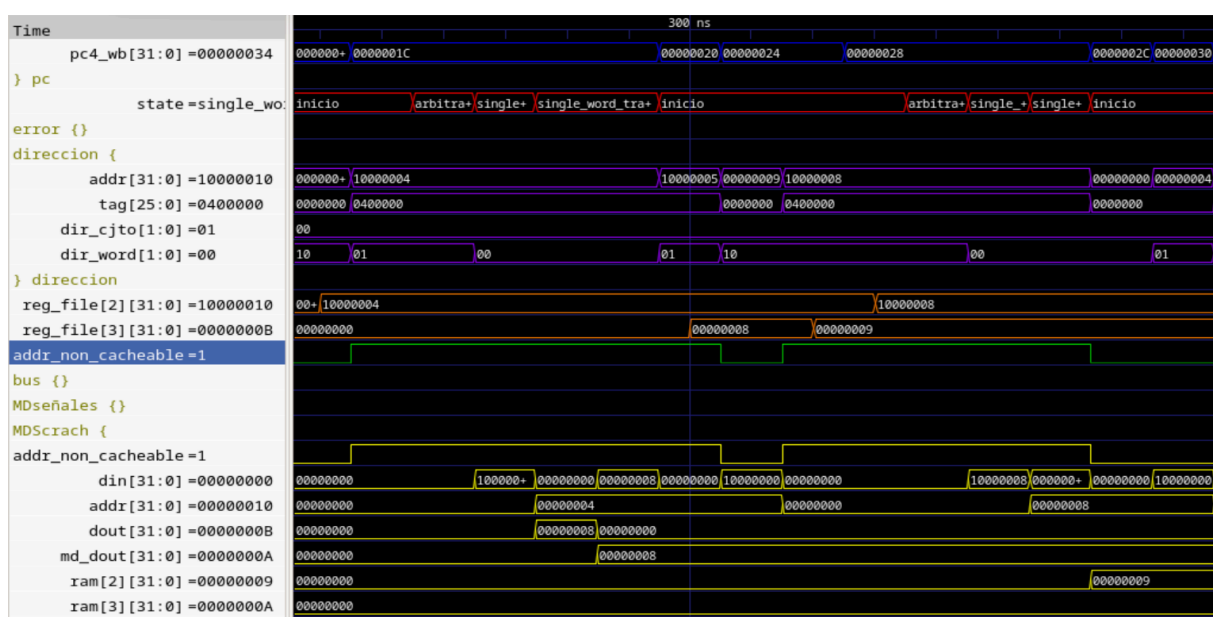 Time 300 ns
pc4_wb[31:0] =00000034 000000+ 0000001C 00000020 00000024 00000028 0000002C 00000030
} pc
state =single_wo: inicio arbitra+ single+ single_word_tra+ inicio arbitra+ single_+ single+ inicio
error {}
direccion {
addr[31:0] =10000010 000000+ 10000004 10000005 00000009 10000008 00000000 00000004
tag[25:0] =0400000 0000000 0400000 0000000 0400000 0000000
dir_cjto[1:0] =01 00
dir_word[1:0] =00 10 01 00 01 10 00 01
} direccion
reg_file[2][31:0] =10000010 00+ 10000004 10000008
reg_file[3][31:0] =0000000B 00000000 00000008 00000009
addr_non_cacheable =1
bus {}
MDseñales {}
MDScrach {
addr_non_cacheable =1
din[31:0] =00000000 00000000 100000+ 00000000 00000008 00000000 10000000 00000000 10000008 000000+ 00000000 10000000
addr[31:0] =00000010 00000000 00000004 00000000 00000008
dout[31:0] =0000000B 00000000 00000008 00000000
md_dout[31:0] =0000000A 00000000 00000008
ram[2][31:0] =00000009 00000000 00000009
ram[3][31:0] =0000000A 00000000